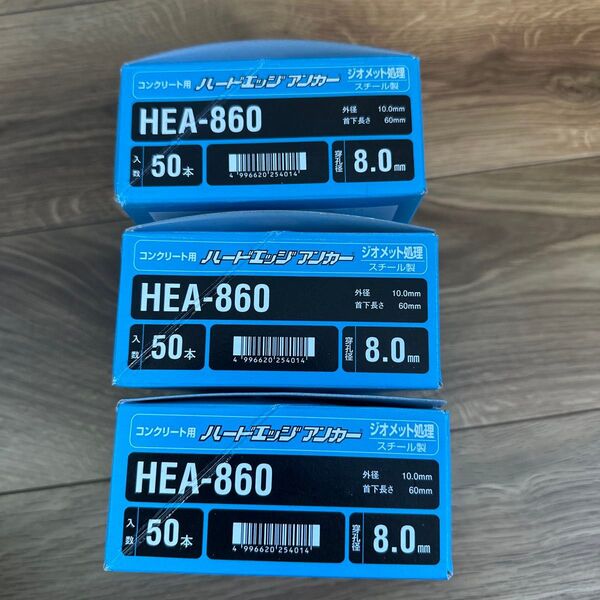 コンクリート用 ハードエッジアンカー ジオメット処理
スチール製
HEA-860
外径 10.0mm
首下長さ 60mm
入数 50本
4 996620 254014
穿孔径 8.0mm
コンクリート用 ハードエッジアンカー ジオメット処理
スチール製
HEA-860
外径 10.0mm
首下長さ 60mm
入数 50本
4 996620 254014
穿孔径 8.0mm
コンクリート用 ハードエッジアンカー ジオメット処理
スチール製
HEA-860
外径 10.0mm
首下長さ 60mm
入数 50本
4 996620 254014
穿孔径 8.0mm